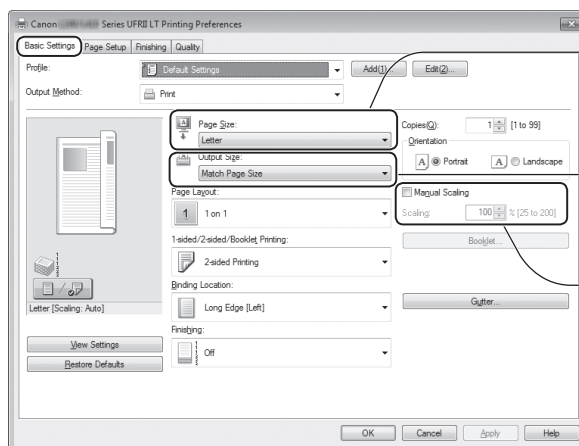 Canon Series UFRII LT Printing Preferences
Basic Settings Page Setup Finishing Quality
Profile: Default Settings Add(1)... Edit(2)...
Output Method: Print
Page Size:
Letter
Copies(Q): 1 [1 to 99]
Output Size:
Match Page Size
Orientation
A Portrait A Landscape
Page Layout:
1 1 on 1
Manual Scaling
Scaling: 100 % [25 to 200]
1-sided/2-sided/Booklet Printing:
2-sided Printing
Booklet...
Binding Location:
Long Edge [Left]
Gutter...
Letter [Scaling: Auto]
Finishing:
Off
View Settings
Restore Defaults
OK Cancel Apply Help